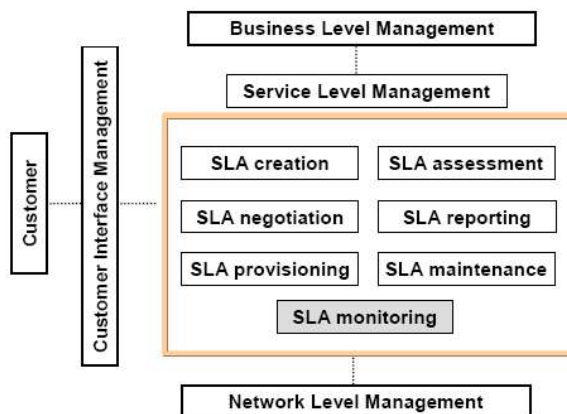 Business Level Management
Service Level Management
Customer
Customer Interface Management
SLA creation
SLA assessment
SLA negotiation
SLA reporting
SLA provisioning
SLA maintenance
SLA monitoring
Network Level Management